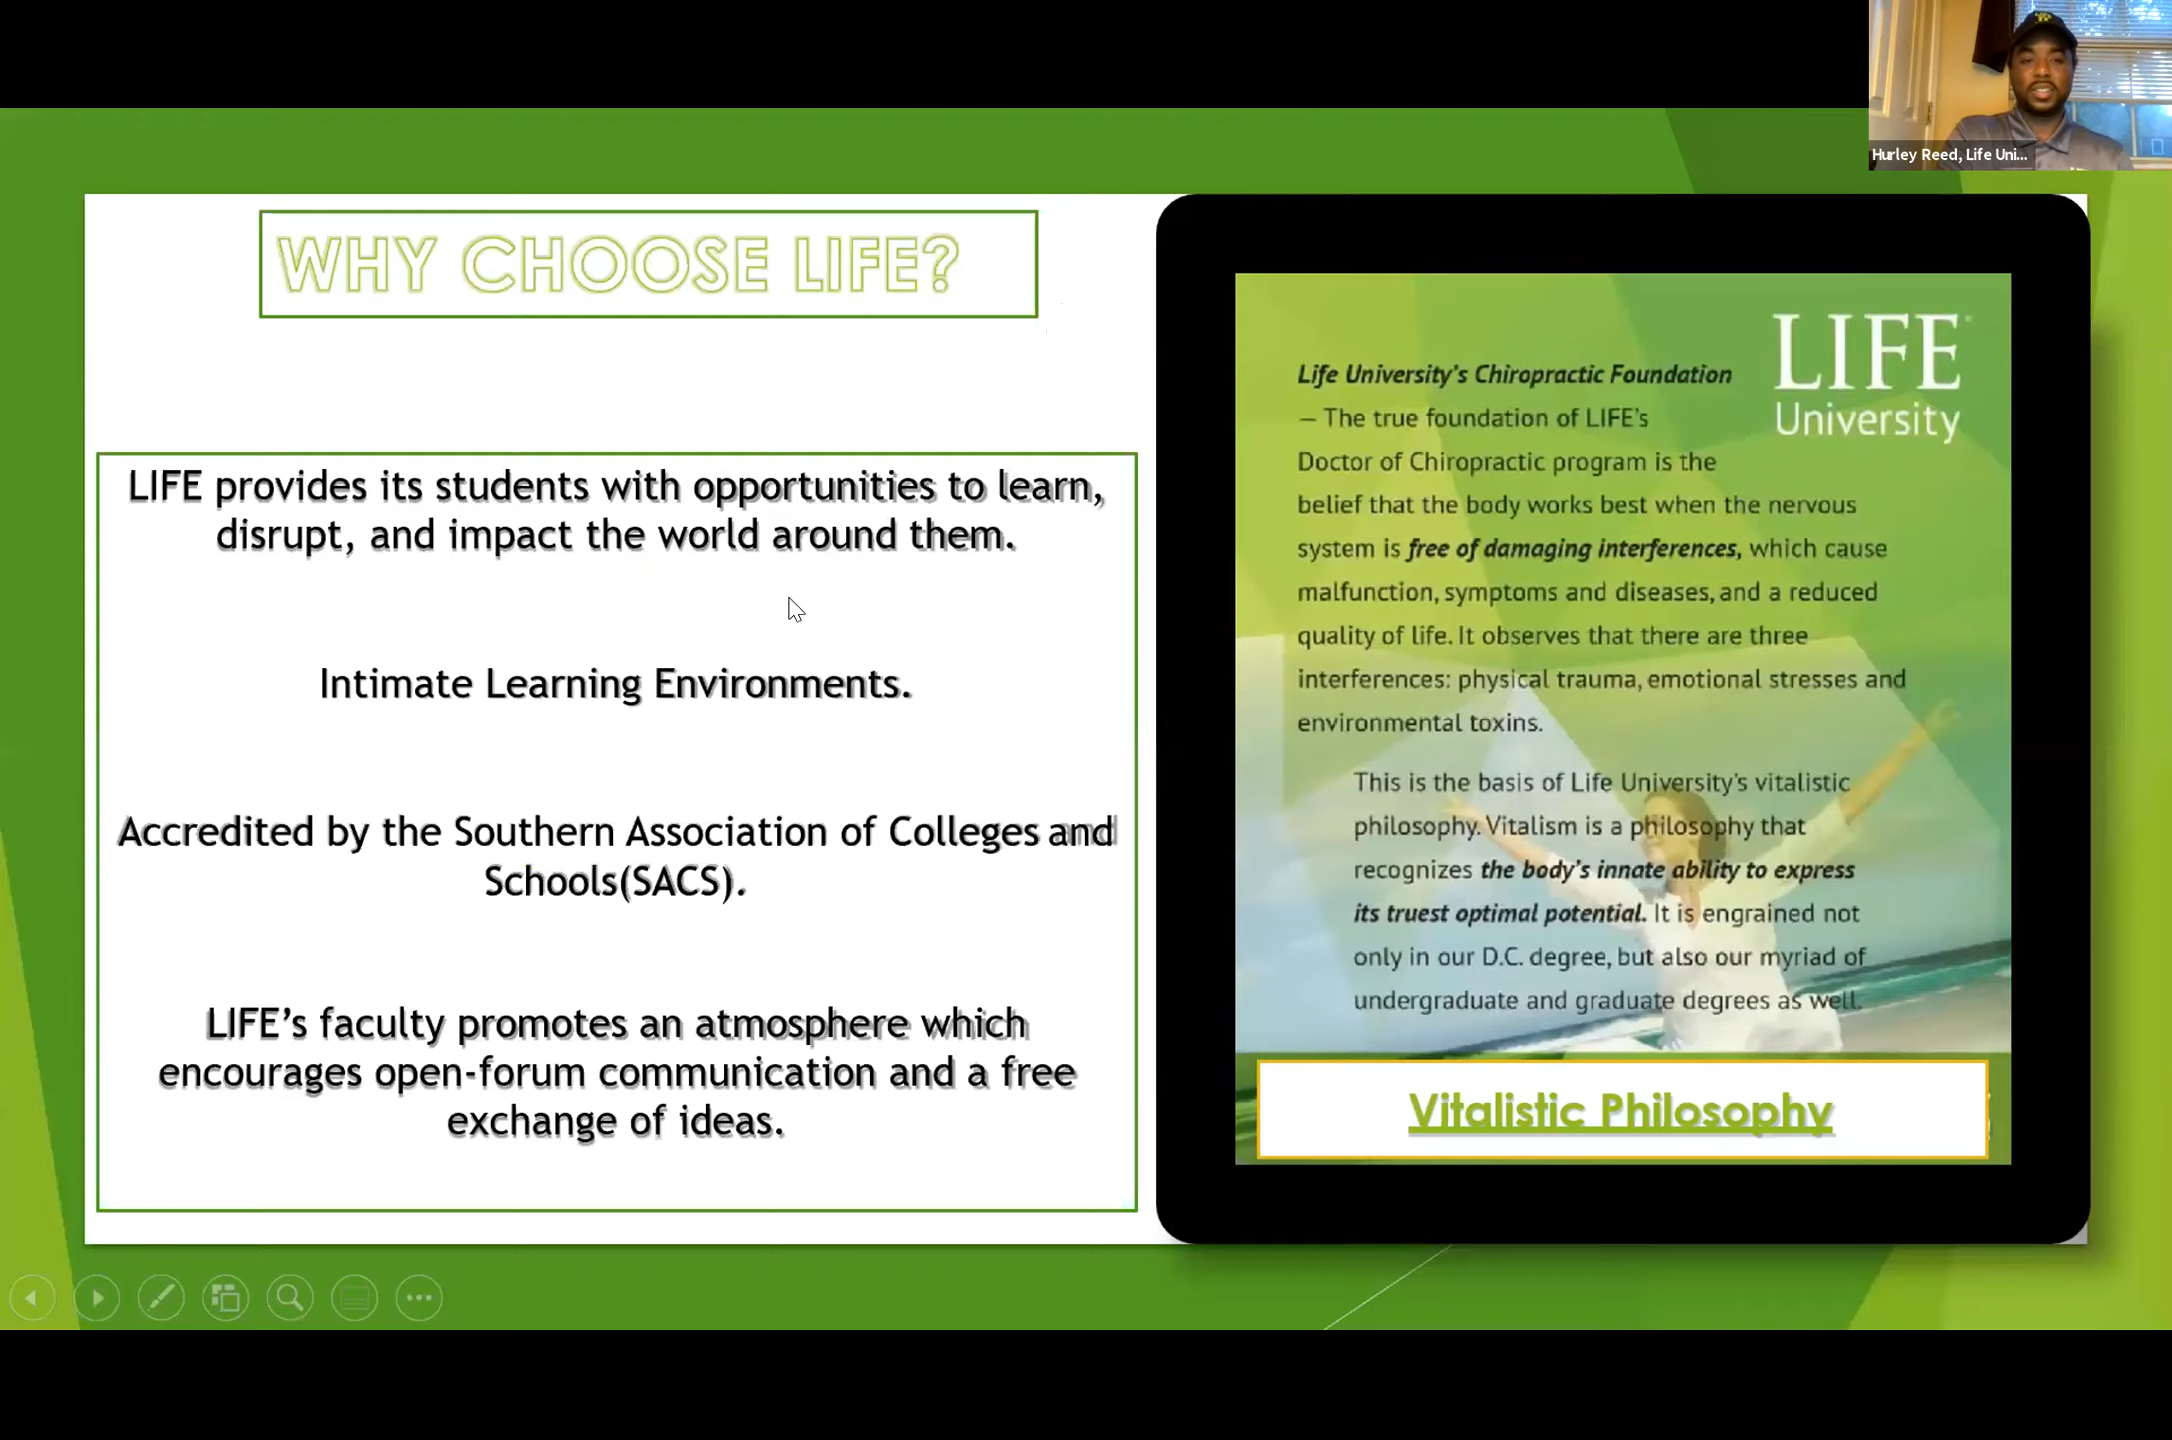 Hurley Reed, Life Uni...
WHY CHOOSE LIFE?
LIFE provides its students with opportunities to learn,
disrupt, and impact the world around them.
Intimate Learning Environments.
Accredited by the Southern Association of Colleges and
Schools(SACS).
LIFE’s faculty promotes an atmosphere which
encourages open-forum communication and a free
exchange of ideas.
LIFE
University
Life University’s Chiropractic Foundation
– The true foundation of LIFE’s
Doctor of Chiropractic program is the
belief that the body works best when the nervous
system is free of damaging interferences, which cause
malfunction, symptoms and diseases, and a reduced
quality of life. It observes that there are three
interferences: physical trauma, emotional stresses and
environmental toxins.
This is the basis of Life University’s vitalistic
philosophy. Vitalism is a philosophy that
recognizes the body’s innate ability to express
its truest optimal potential. It is engrained not
only in our D.C. degree, but also our myriad of
undergraduate and graduate degrees as well.
Vitalistic Philosophy